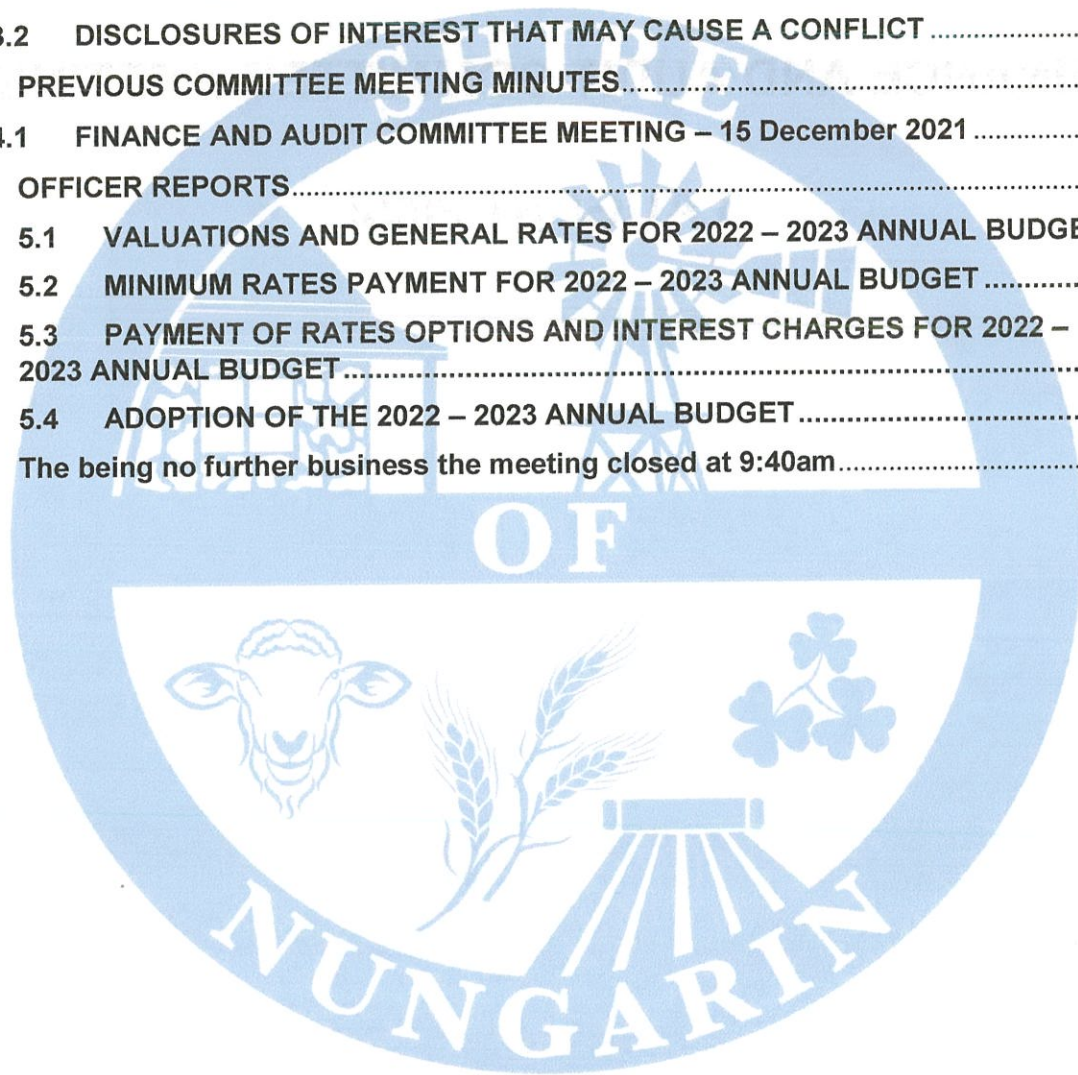 3.2 DISCLOSURES OF INTEREST THAT MAY CAUSE A CONFLICT ....................
PREVIOUS COMMITTEE MEETING MINUTES..........................................................
4.1 FINANCE AND AUDIT COMMITTEE MEETING – 15 December 2021 ..............
OFFICER REPORTS..........................................................................................
5.1 VALUATIONS AND GENERAL RATES FOR 2022 – 2023 ANNUAL
5.2 MINIMUM RATES PAYMENT FOR 2022 – 2023 ANNUAL BUDGET .............
5.3 PAYMENT OF RATES OPTIONS AND INTEREST CHARGES FOR 2022 –
2023 ANNUAL BUDGET ....................................................................................
5.4 ADOPTION OF THE 2022 – 2023 ANNUAL BUDGET ....................................
The being no further business the meeting closed at 9:40am...............................
SHIRE
OF
NUNGARIN